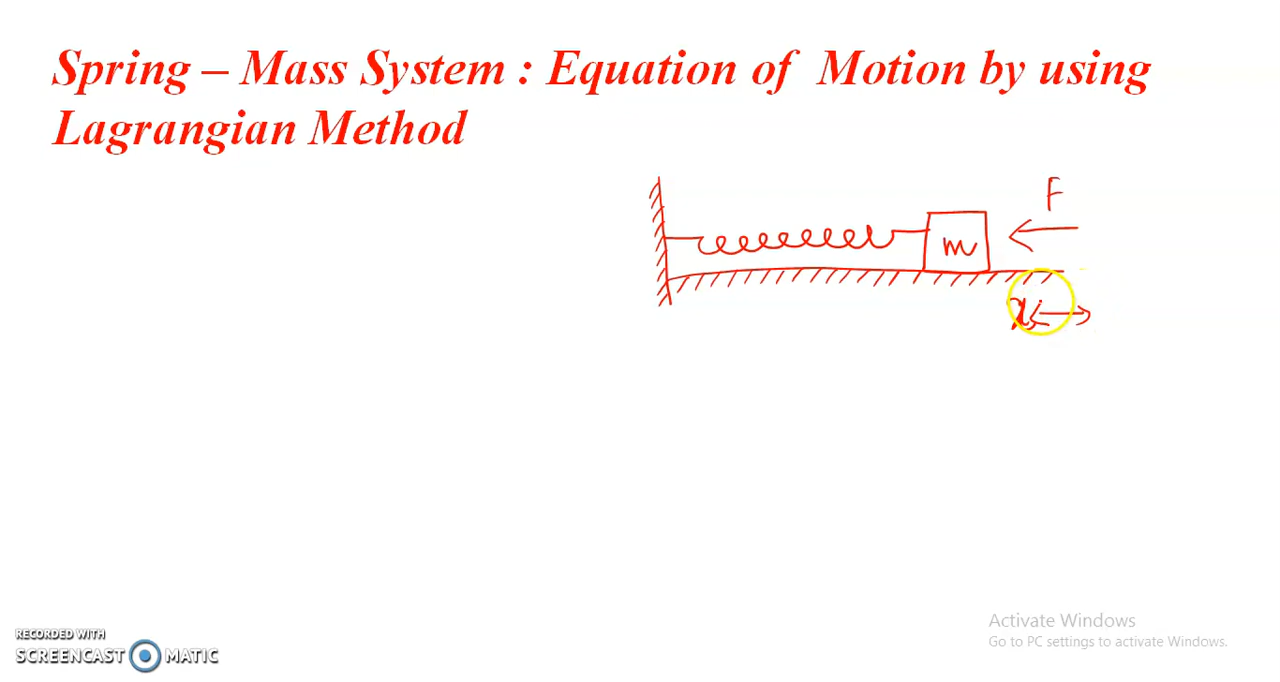 Spring – Mass System : Equation of Motion by using
Lagrangian Method
F
m
x
Activate Windows
Go to PC settings to activate Windows.
RECORDED WITH
SCREENCAST MATIC